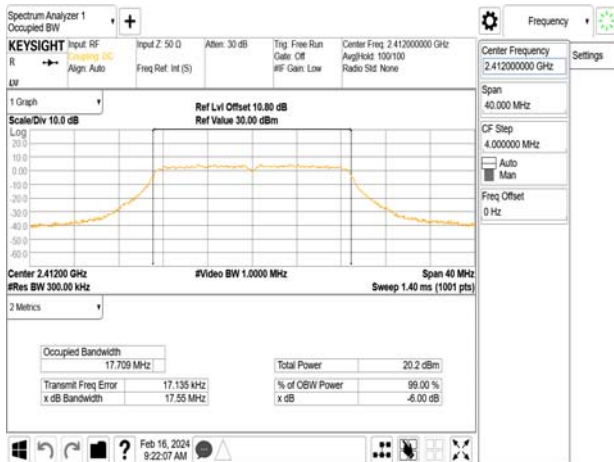 Spectrum Analyzer 1
Occupied BW
KEYSIGHT
R
LXI
Input: RF
Coupling: DC
Align: Auto
Input Z: 50 Ω
Freq Ref: Int (S)
Atten: 30 dB
Trig: Free Run
Gate: Off
#IF Gain: Low
Center Freq: 2.412000000 GHz
Avg|Hold: 100/100
Radio Std: None
1 Graph
Scale/Div 10.0 dB
Ref Lvl Offset 10.80 dB
Ref Value 30.00 dBm
Log
20.0
10.0
0.00
-10.0
-20.0
-30.0
-40.0
-50.0
-60.0
Center 2.41200 GHz
#Video BW 1.0000 MHz
Span 40 MHz
#Res BW 300.00 kHz
Sweep 1.40 ms (1001 pts)
2 Metrics
Occupied Bandwidth
17.709 MHz
Total Power 20.2 dBm
Transmit Freq Error 17.135 kHz
% of OBW Power 99.00 %
x dB Bandwidth 17.55 MHz
x dB -6.00 dB
Feb 16, 2024
9:22:07 AM
?
Frequency
Settings
Center Frequency
2.412000000 GHz
Span
40.000 MHz
CF Step
4.000000 MHz
Auto
Man
Freq Offset
0 Hz